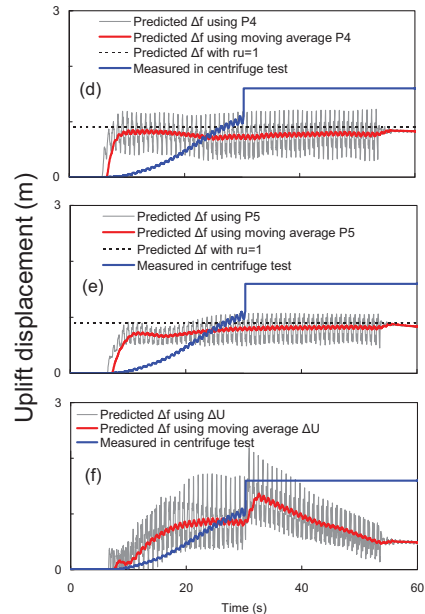 3
Predicted Δf using P4
Predicted Δf using moving average P4
Predicted Δf with ru=1
Measured in centrifuge test
(d)
0
3
Predicted Δf using P5
Predicted Δf using moving average P5
Predicted Δf with ru=1
Measured in centrifuge test
(e)
0
Uplift displacement (m)
3
Predicted Δf using ΔU
Predicted Δf using moving average ΔU
Measured in centrifuge test
(f)
0
0 20 40 60
Time (s)